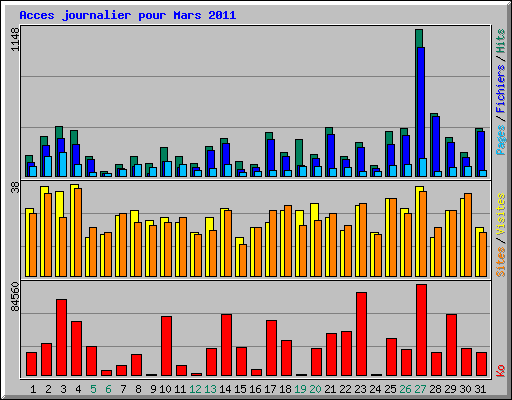 Acces journalier pour Mars 2011
1148
Pages / Fichiers / Hits
38
Sites / Visites
84560
Ko
1 2 3 4 5 6 7 8 9 10 11 12 13 14 15 16 17 18 19 20 21 22 23 24 25 26 27 28 29 30 31